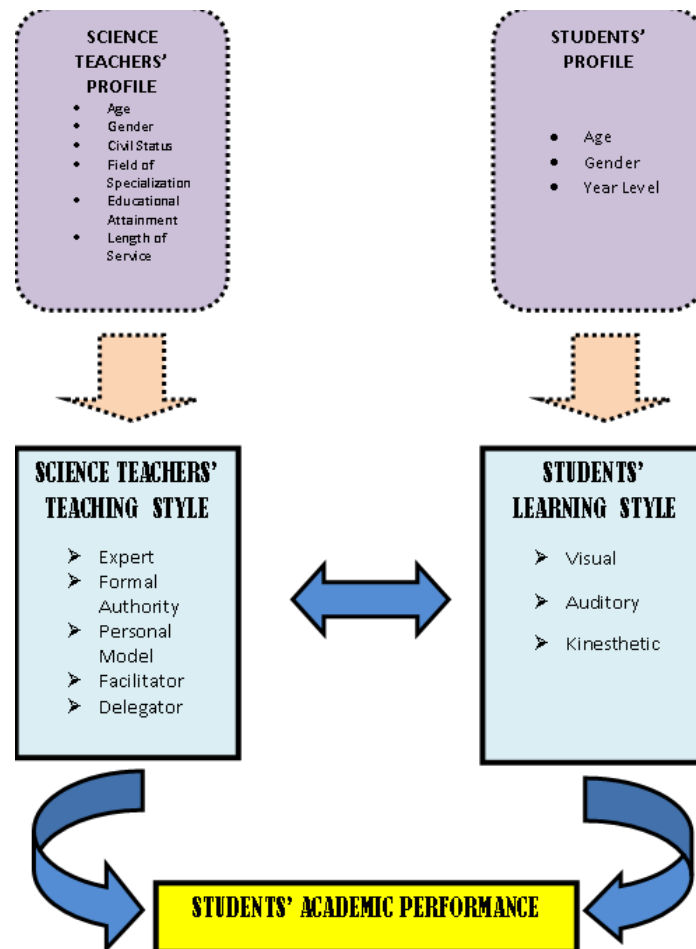 SCIENCE
TEACHERS'
PROFILE
• Age
• Gender
• Civil Status
• Field of
Specialization
• Educational
Attainment
• Length of
Service
STUDENTS'
PROFILE
• Age
• Gender
• Year Level
SCIENCE TEACHERS'
TEACHING STYLE
➢ Expert
➢ Formal
Authority
➢ Personal
Model
➢ Facilitator
➢ Delegator
STUDENTS'
LEARNING STYLE
➢ Visual
➢ Auditory
➢ Kinesthetic
STUDENTS' ACADEMIC PERFORMANCE